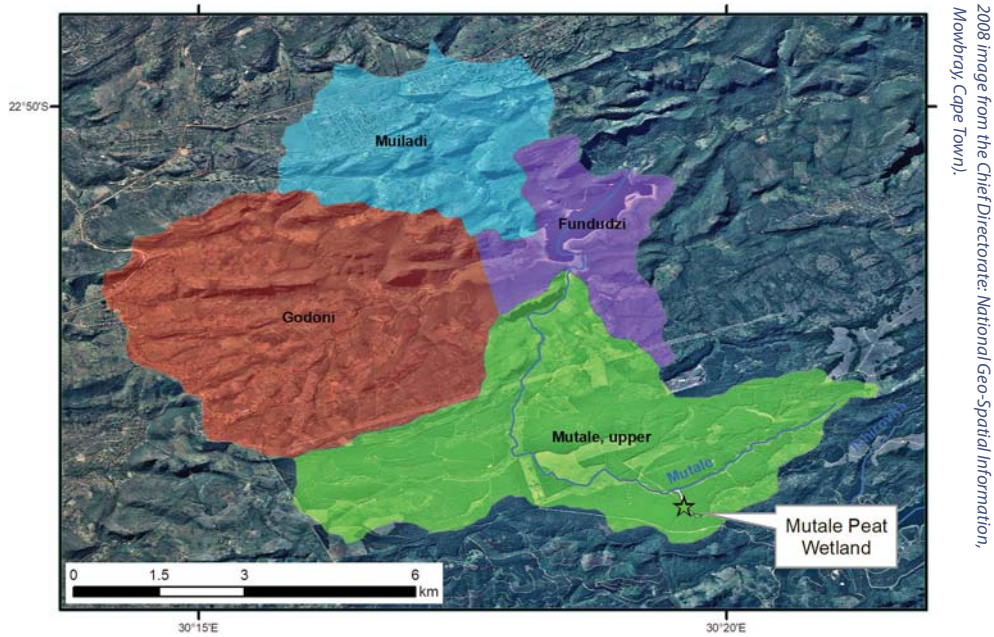 22°50'S
Muiladi
Fundudzi
Godoni
Mutale, upper
Mutale
Mutale Peat
Wetland
0 1.5 3 6
km
30°15'E
30°20'E
2008 image from the Chief Directorate: National Geo-Spatial Information,
Mowbray, Cape Town).